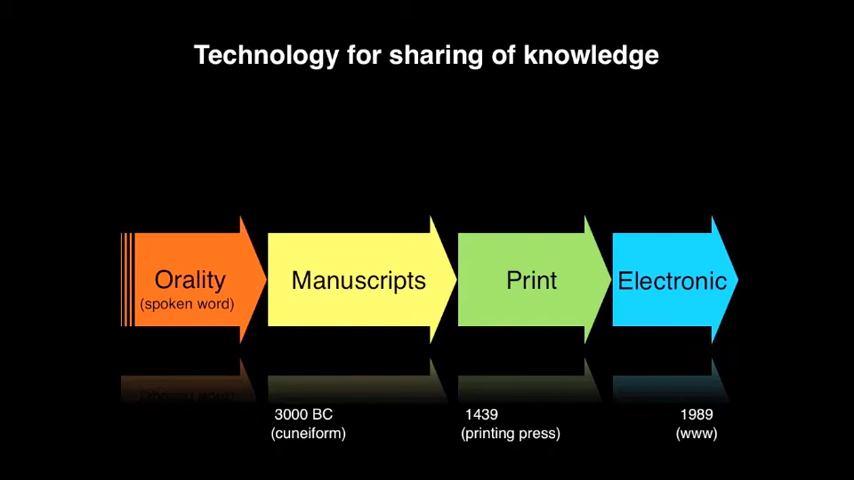 Technology for sharing of knowledge
Orality
(spoken word)
Manuscripts
Print
Electronic
3000 BC
(cuneiform)
1439
(printing press)
1989
(www)